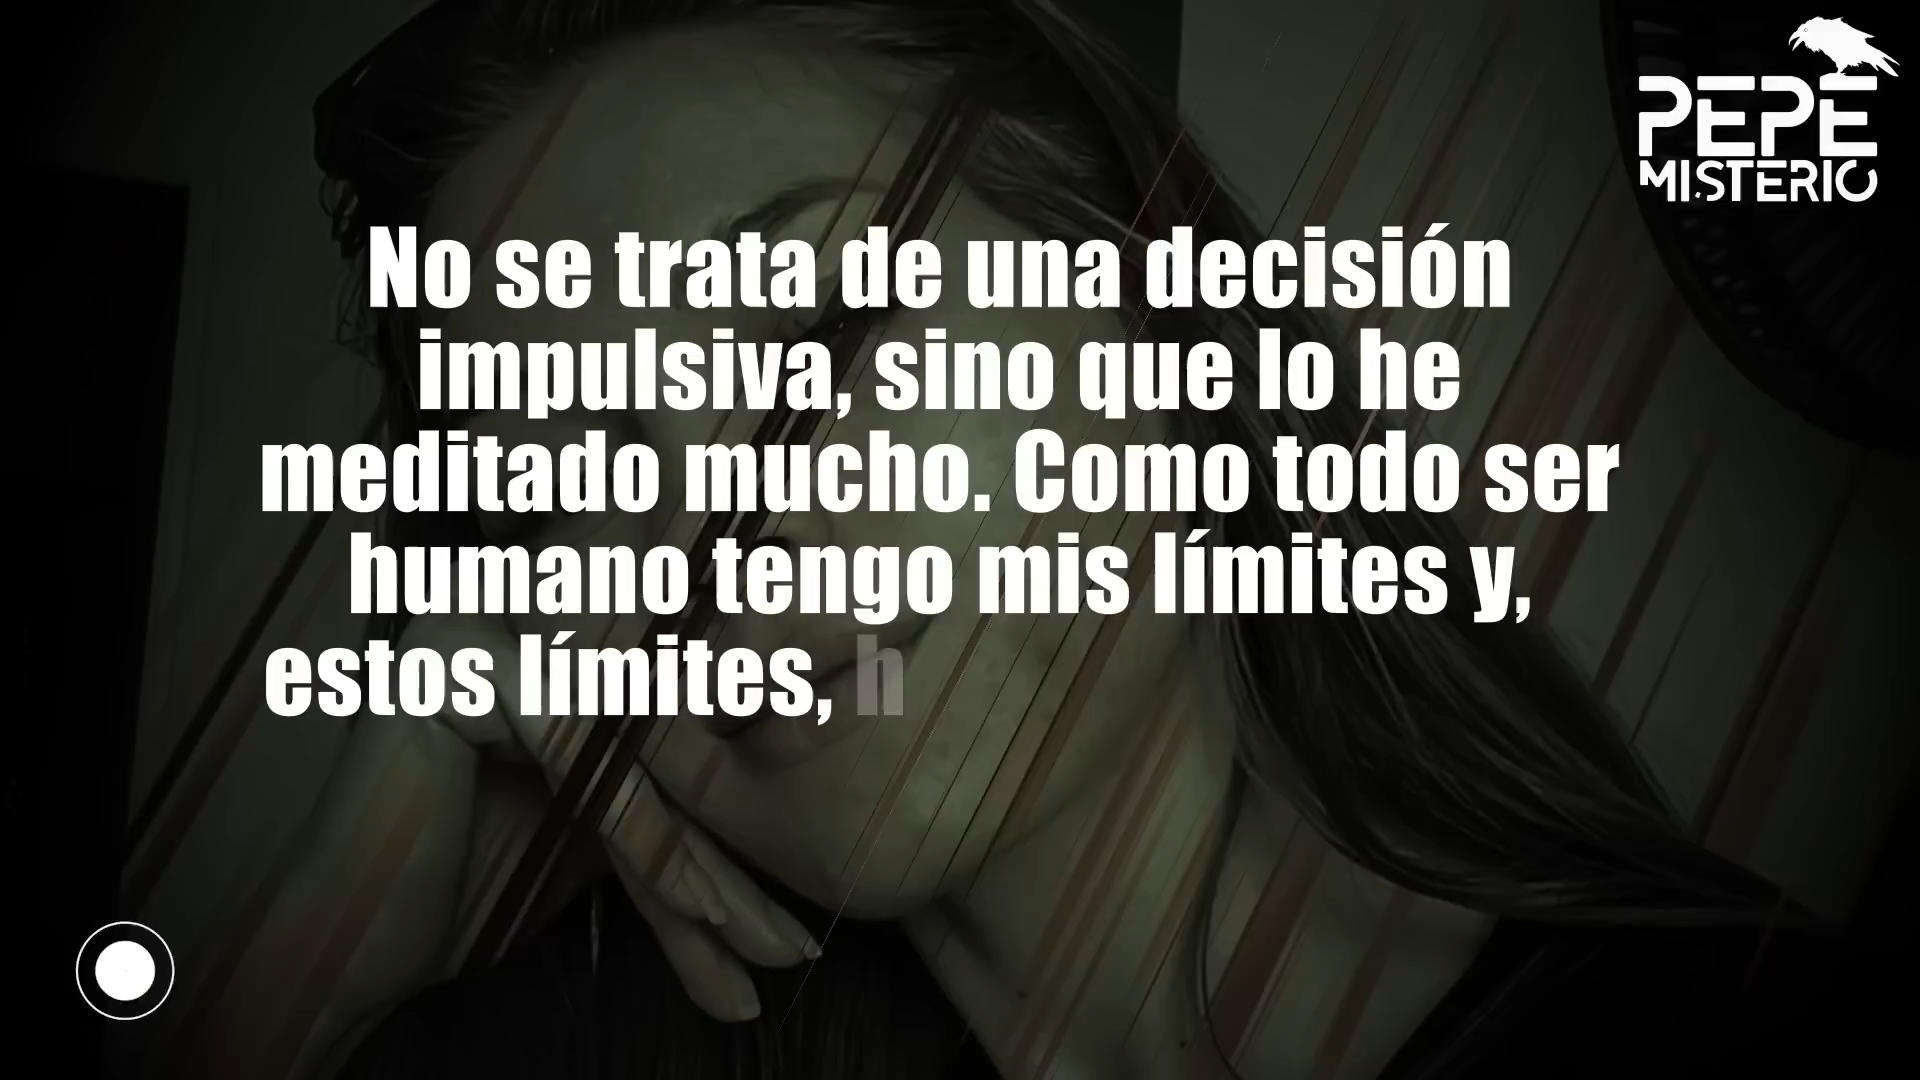 PEPE
MISTERIO
No se trata de una decisión
impulsiva, sino que lo he
meditado mucho. Como todo ser
humano tengo mis límites y,
estos límites, h